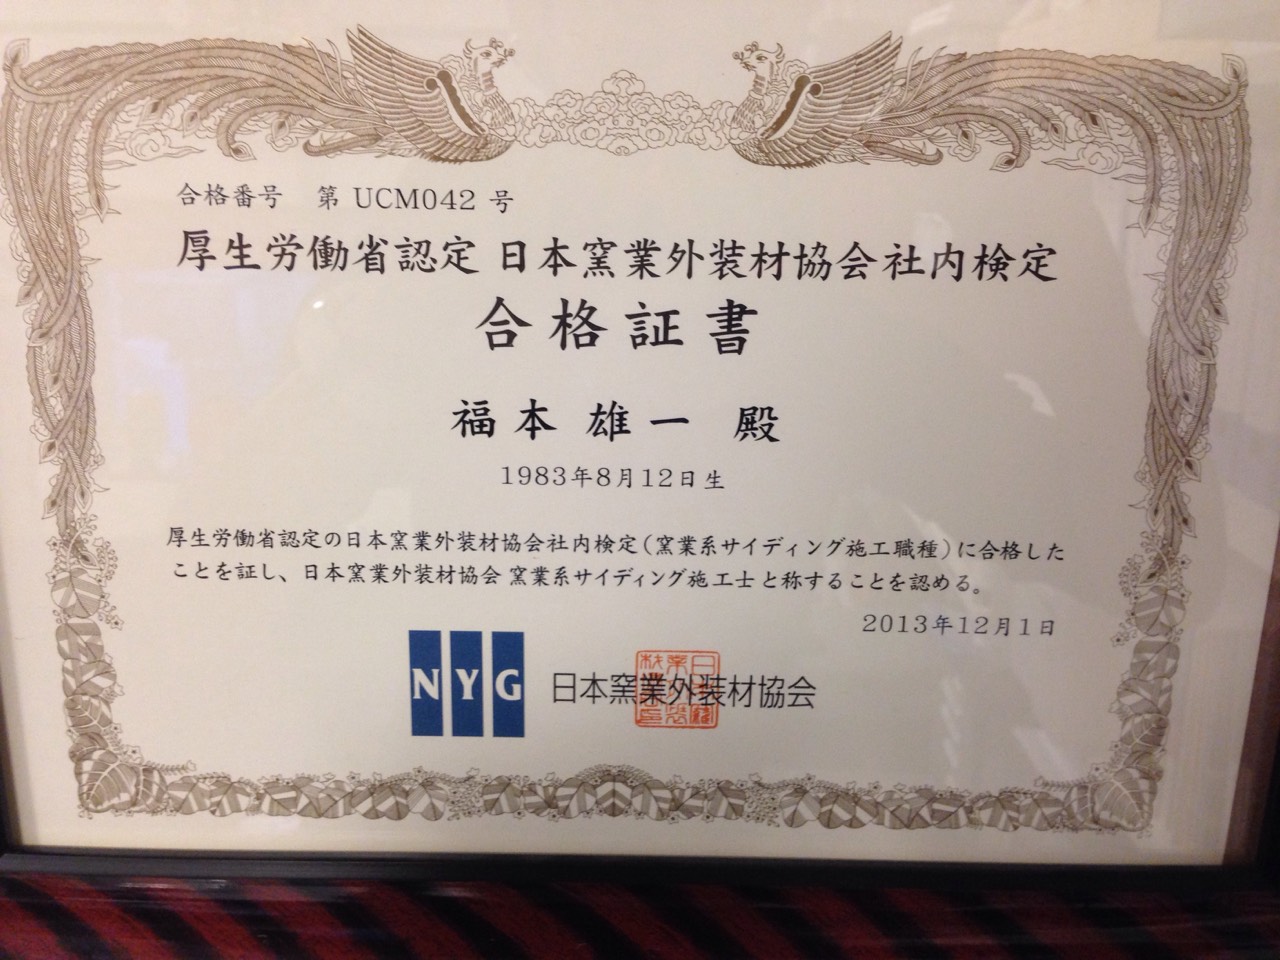 合格番号 第 UCM042 号
厚生労働省認定 日本窯業外装材協会社内検定
合格証書
福本 雄一 殿
1983年8月12日生
厚生労働省認定の日本窯業外装材協会社内検定(窯業系サイディング施工職種)に合格した
ことを証し、日本窯業外装材協会 窯業系サイディング施工士と称することを認める。
2013年12月1日
NYG 日本窯業外装材協会